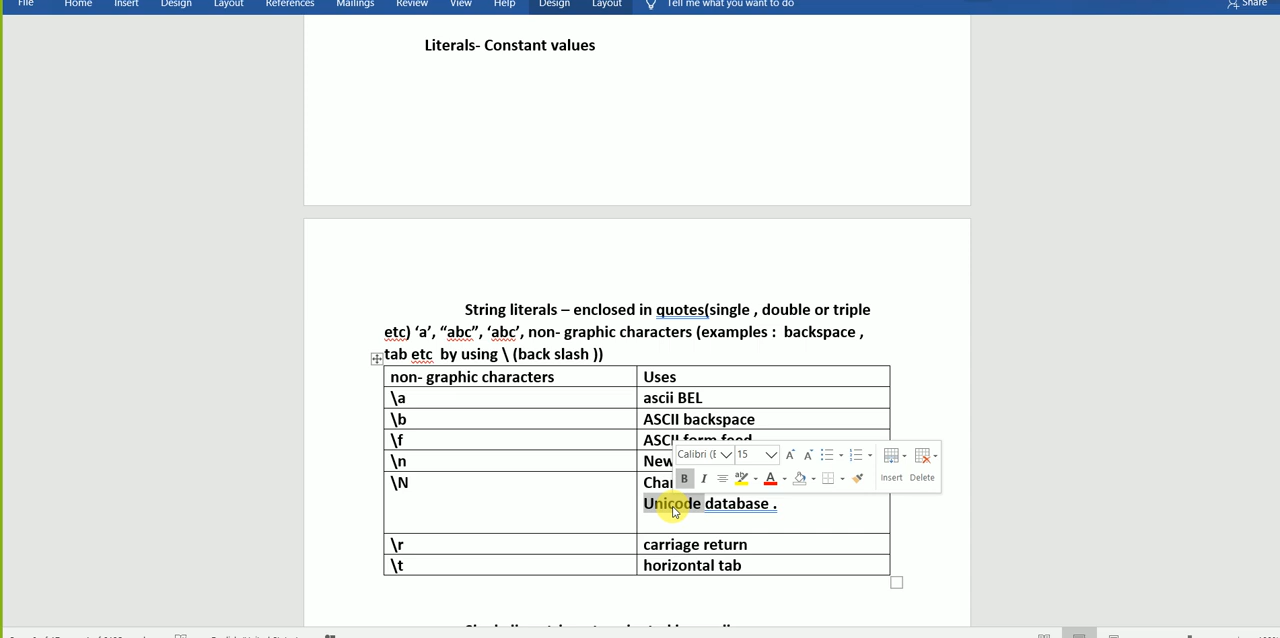 File Home Insert Design Layout References Mailings Review View Help Design Layout Tell me what you want to do Share
Literals- Constant values
String literals – enclosed in quotes(single , double or triple
etc) ‘a’, “abc”, ‘abc’, non- graphic characters (examples : backspace ,
tab etc by using \ (back slash ))
non- graphic characters Uses
\a ascii BEL
\b ASCII backspace
\f ASCII form feed
Calibri (E 15
\n New
B I Insert Delete
\N
Unicode database .
\r carriage return
\t horizontal tab